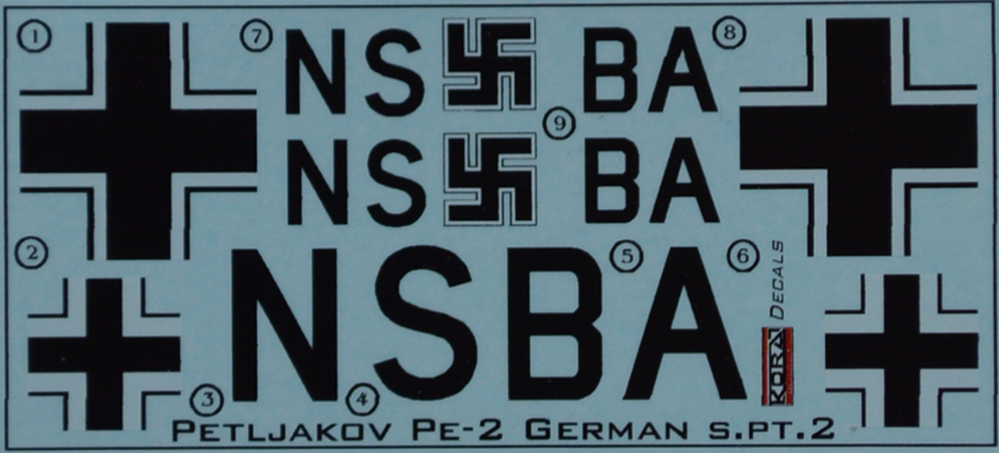 1 7 NS BA 8
9
NS BA
2 5 6
NSBA
3 4
KORA DECALS
PETLJAKOV PE-2 GERMAN S.PT.2